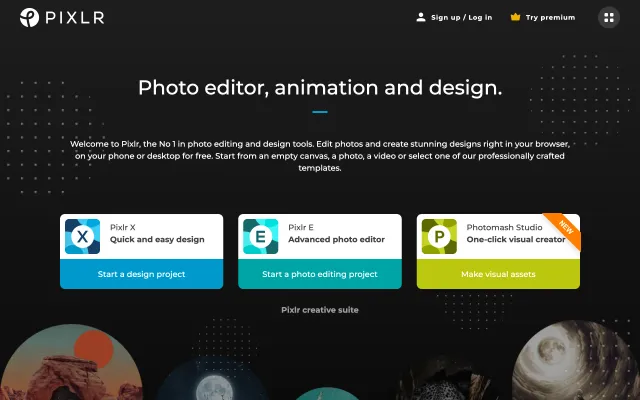 PIXLR
Sign up / Log in
Try premium
Photo editor, animation and design.
Welcome to Pixlr, the No 1 in photo editing and design tools. Edit photos and create stunning designs right in your browser,
on your phone or desktop for free. Start from an empty canvas, a photo, a video or select one of our professionally crafted
templates.
X
Pixlr X
Quick and easy design
Start a design project
E
Pixlr E
Advanced photo editor
Start a photo editing project
P
Photomash Studio
One-click visual creator
NEW
Make visual assets
Pixlr creative suite